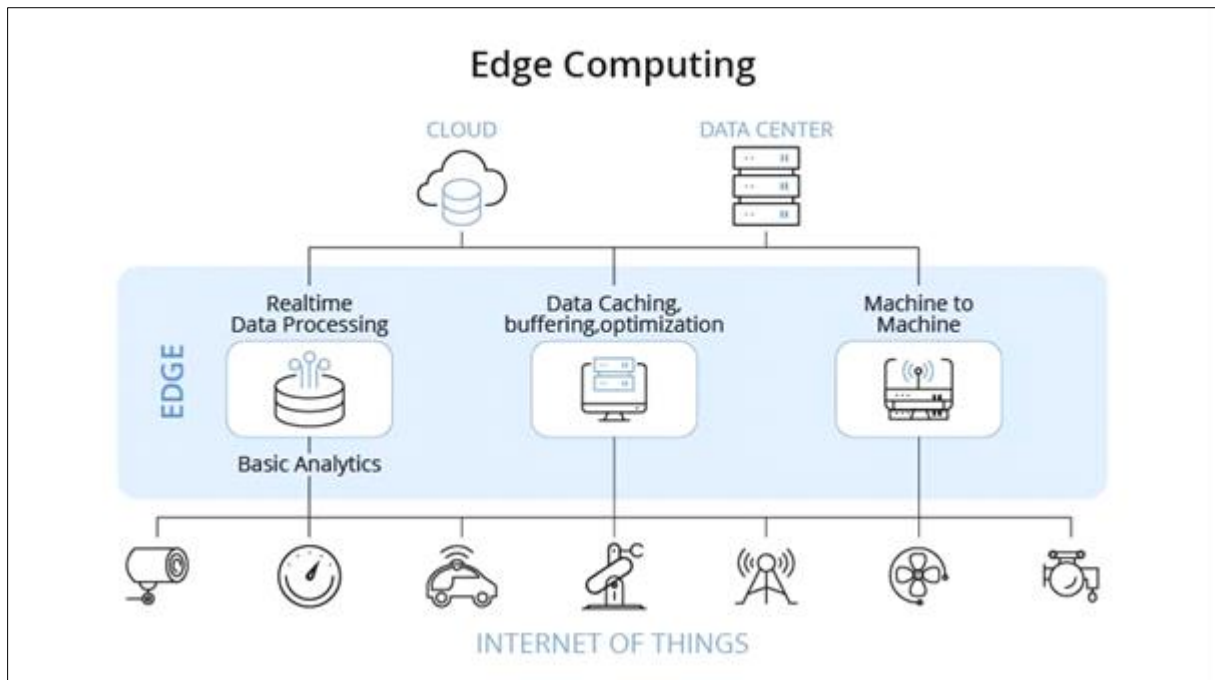 Edge Computing
CLOUD
DATA CENTER
EDGE
Realtime
Data Processing
Basic Analytics
Data Caching,
buffering,optimization
Machine to
Machine
INTERNET OF THINGS